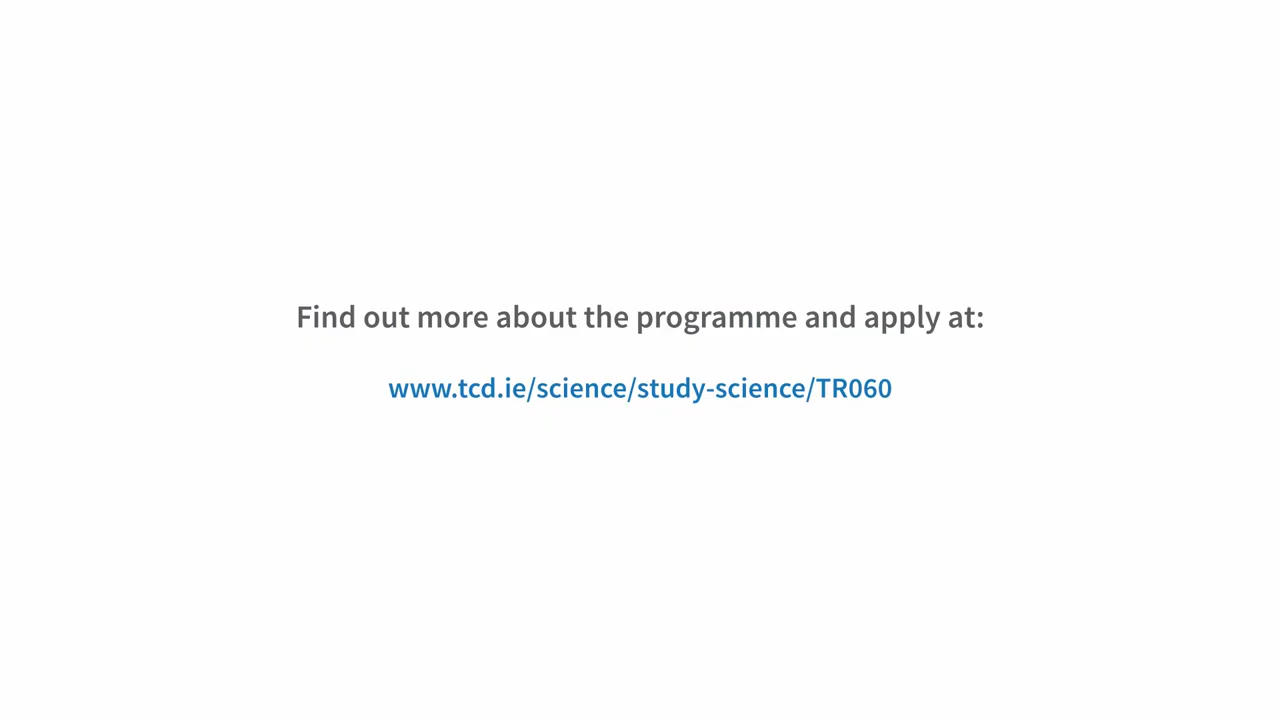 Find out more about the programme and apply at:
www.tcd.ie/science/study-science/TR060